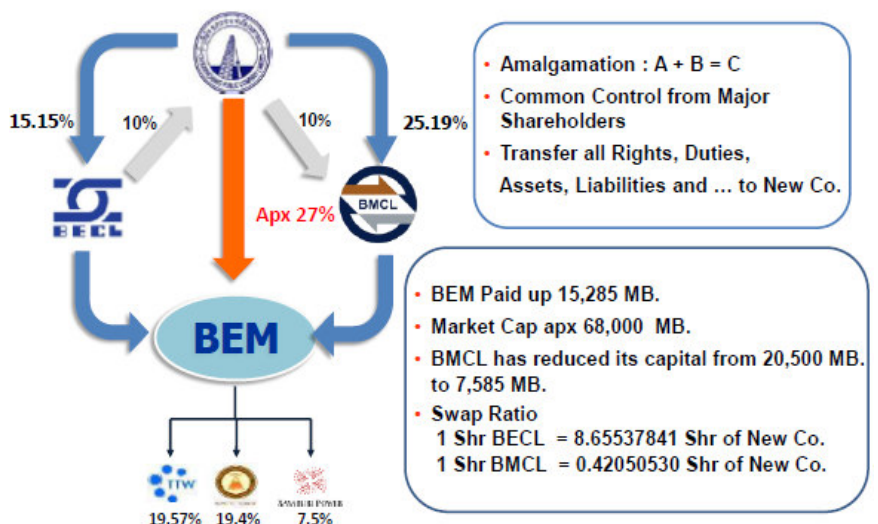 15.15%
10%
10%
25.19%
BECL
BMCL
Apx 27%
BEM
TTW
19.57%
19.4%
7.5%
• Amalgamation : A + B = C
• Common Control from Major
Shareholders
• Transfer all Rights, Duties,
Assets, Liabilities and ... to New Co.
• BEM Paid up 15,285 MB.
• Market Cap apx 68,000 MB.
• BMCL has reduced its capital from 20,500 MB.
to 7,585 MB.
• Swap Ratio
1 Shr BECL = 8.65537841 Shr of New Co.
1 Shr BMCL = 0.42050530 Shr of New Co.